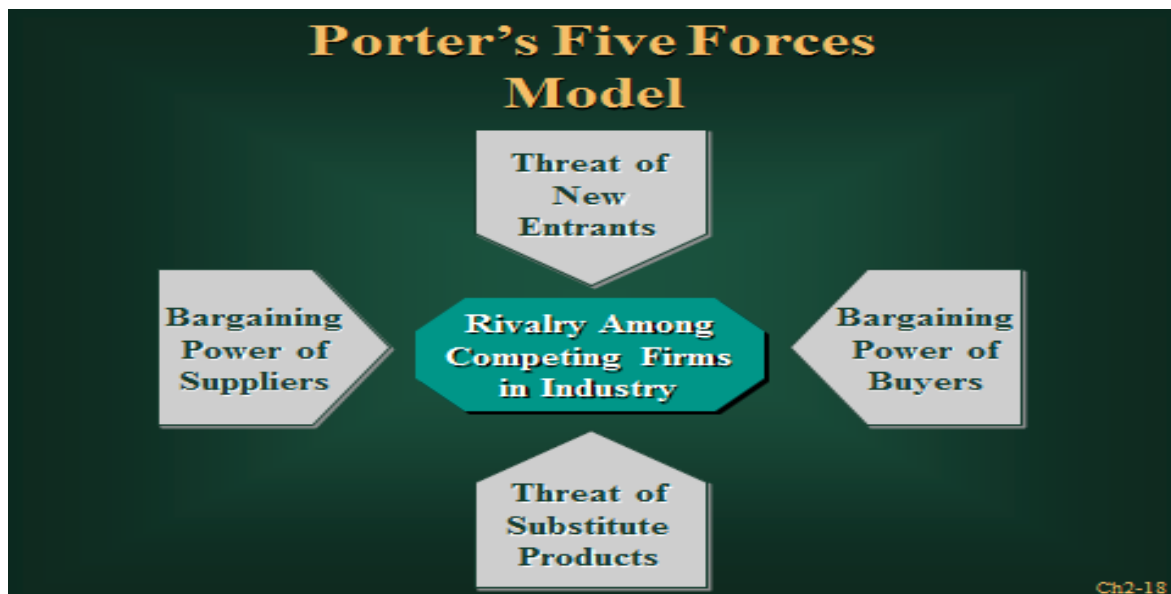 Porter's Five Forces
Model
Threat of
New
Entrants
Bargaining
Power of
Suppliers
Rivalry Among
Competing Firms
in Industry
Bargaining
Power of
Buyers
Threat of
Substitute
Products
Ch2-18